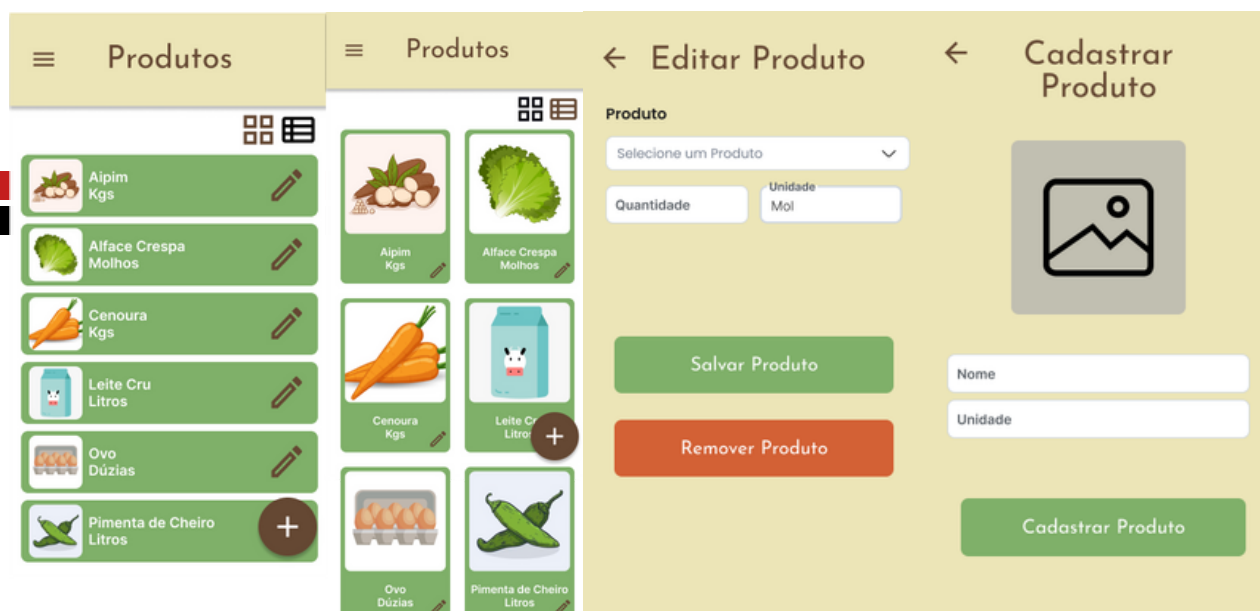 Produtos
Aipim
Kgs
Alface Crespa
Molhos
Cenoura
Kgs
Leite Cru
Litros
Ovo
Dúzias
Pimenta de Cheiro
Litros
Produtos
Aipim
Kgs
Alface Crespa
Molhos
Cenoura
Kgs
Leite C
Litro
Ovo
Dúzias
Pimenta de Cheiro
Litros
Editar Produto
Produto
Selecione um Produto
Quantidade
Unidade
Mol
Salvar Produto
Remover Produto
Cadastrar
Produto
Nome
Unidade
Cadastrar Produto